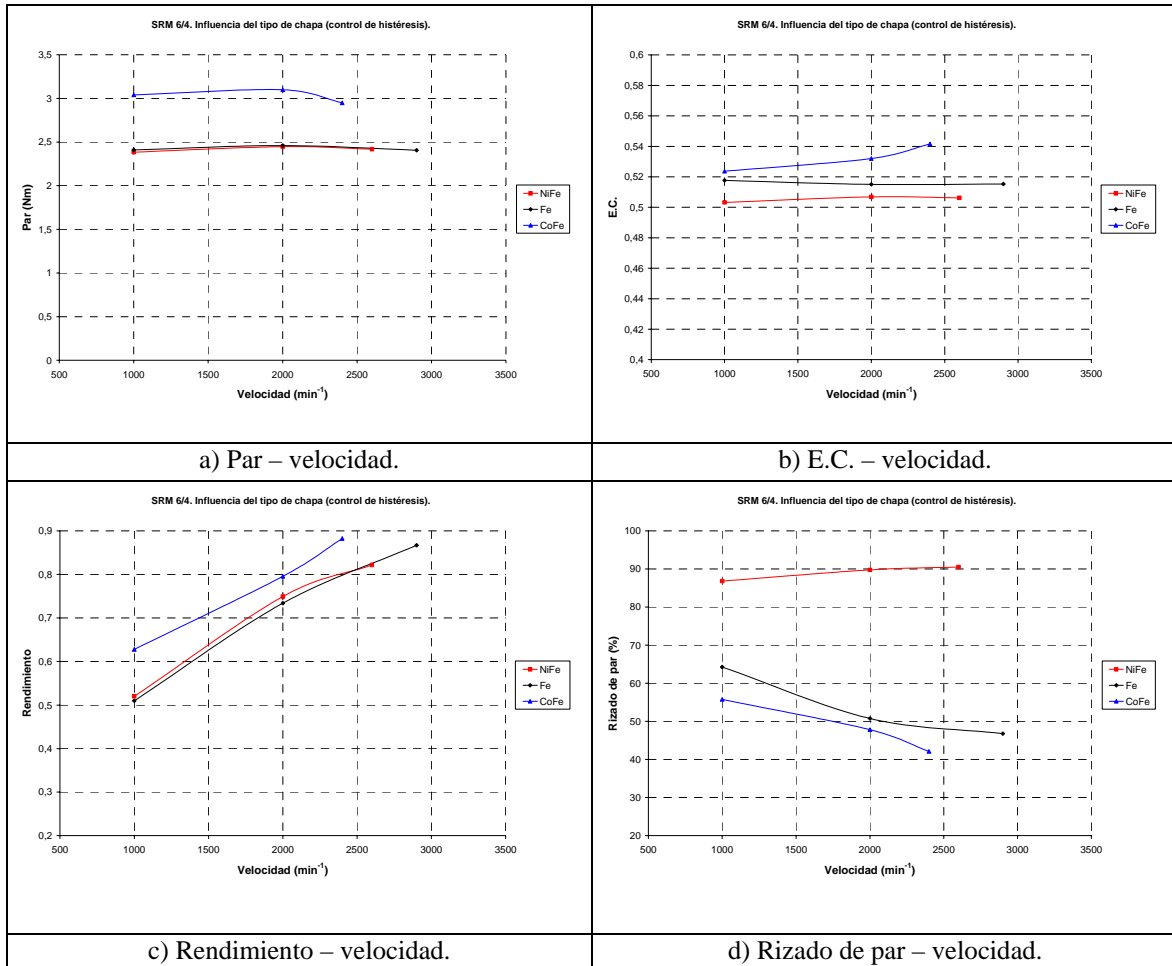 SRM 6/4. Influencia del tipo de chapa (control de histéresis).
3,5
3
2,5
2
1,5
1
0,5
0
500 1000 1500 2000 2500 3000 3500
Par (Nm)
Velocidad (min⁻¹)
NiFe
Fe
CoFe
a) Par – velocidad.
SRM 6/4. Influencia del tipo de chapa (control de histéresis).
0,6
0,58
0,56
0,54
0,52
0,5
0,48
0,46
0,44
0,42
0,4
500 1000 1500 2000 2500 3000 3500
E.C.
Velocidad (min⁻¹)
NiFe
Fe
CoFe
b) E.C. – velocidad.
SRM 6/4. Influencia del tipo de chapa (control de histéresis).
0,9
0,8
0,7
0,6
0,5
0,4
0,3
0,2
500 1000 1500 2000 2500 3000 3500
Rendimiento
Velocidad (min⁻¹)
NiFe
Fe
CoFe
c) Rendimiento – velocidad.
SRM 6/4. Influencia del tipo de chapa (control de histéresis).
100
90
80
70
60
50
40
30
20
500 1000 1500 2000 2500 3000 3500
Rizado de par (%)
Velocidad (min⁻¹)
NiFe
Fe
CoFe
d) Rizado de par – velocidad.